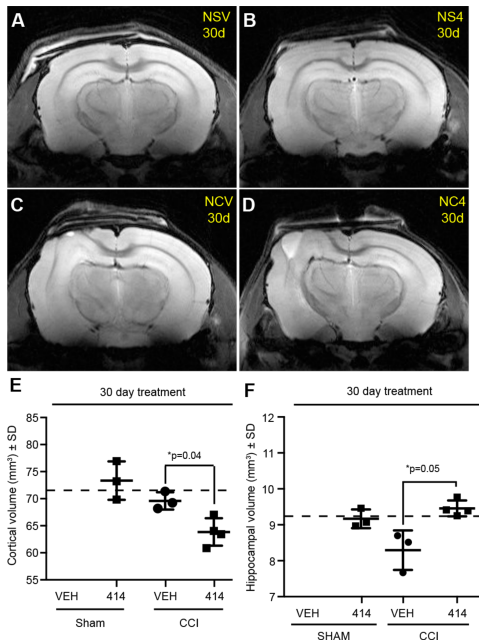 A
NSV
30d
B
NS4
30d
C
NCV
30d
D
NC4
30d
E
30 day treatment
Cortical volume (mm³) ± SD
85
80
75
70
65
60
55
*p=0.04
VEH 414 VEH 414
Sham CCI
F
30 day treatment
Hippocampal volume (mm³) ± SD
12
11
10
9
8
7
*p=0.05
VEH 414 VEH 414
SHAM CCI